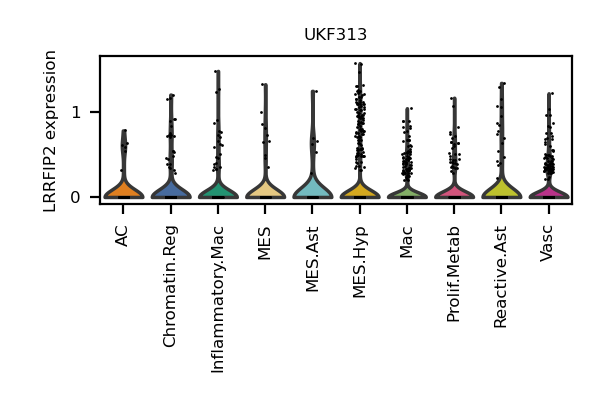 UKF313
LRRFIP2 expression
1
0
AC
Chromatin.Reg
Inflammatory.Mac
MES
MES.Ast
MES.Hyp
Mac
Prolif.Metab
Reactive.Ast
Vasc